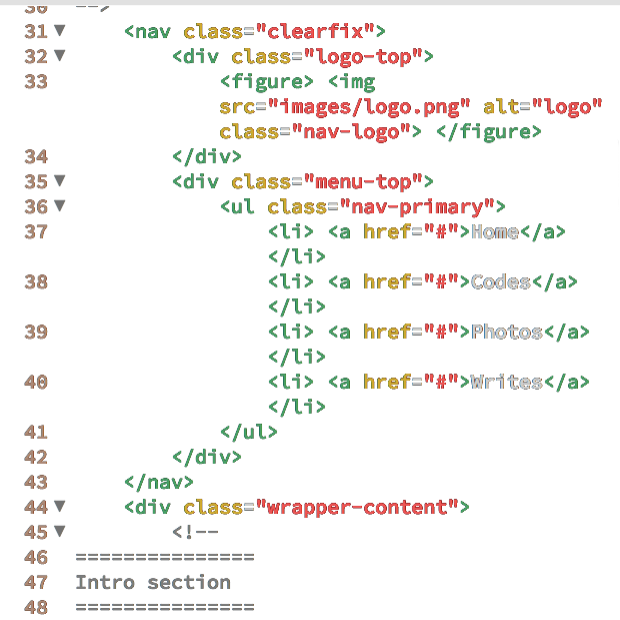 30 -->
31 ▼ <nav class="clearfix">
32 ▼ <div class="logo-top">
33 <figure> <img
src="images/logo.png" alt="logo"
class="nav-logo"> </figure>
34 </div>
35 ▼ <div class="menu-top">
36 ▼ <ul class="nav-primary">
37 <li> <a href="#">Home</a>
</li>
38 <li> <a href="#">Codes</a>
</li>
39 <li> <a href="#">Photos</a>
</li>
40 <li> <a href="#">Writes</a>
</li>
41 </ul>
42 </div>
43 </nav>
44 ▼ <div class="wrapper-content">
45 ▼ <!--
46 ===============
47 Intro section
48 ===============